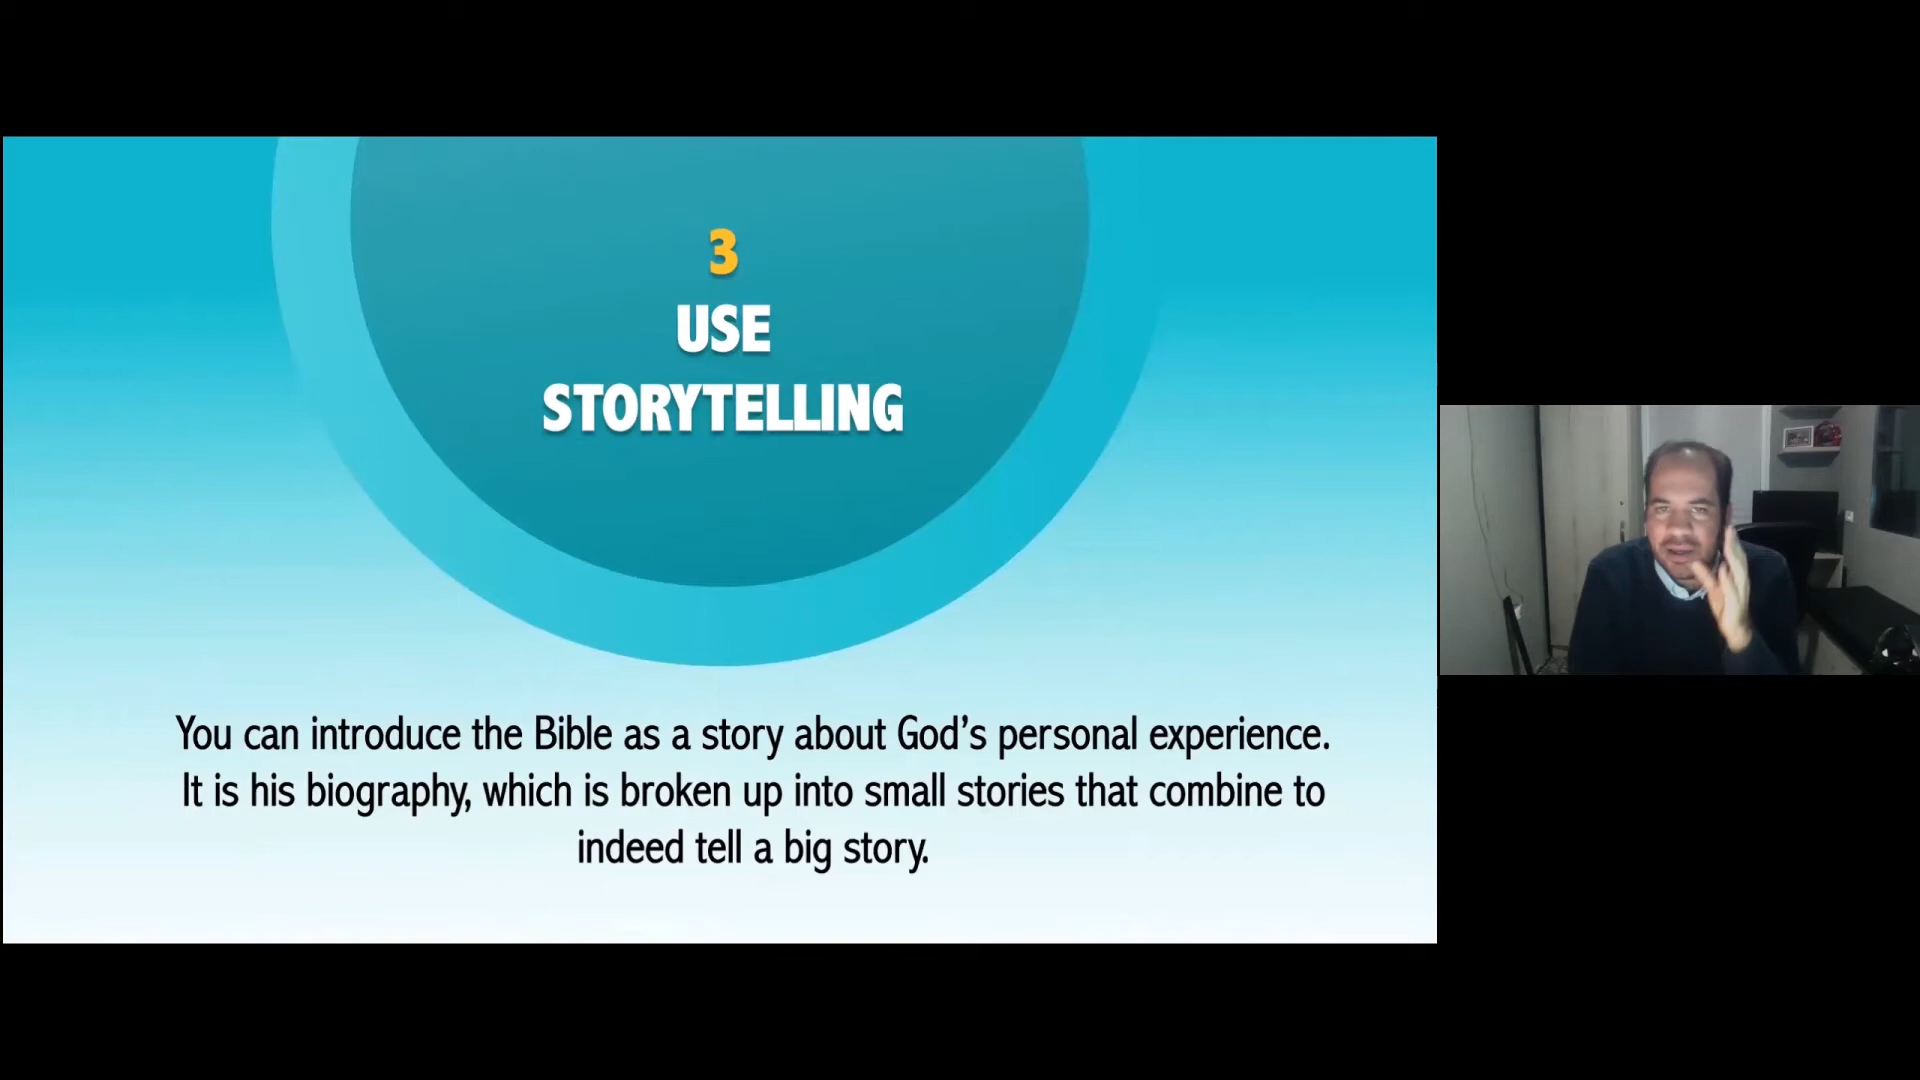 3
USE
STORYTELLING
You can introduce the Bible as a story about God’s personal experience.
It is his biography, which is broken up into small stories that combine to
indeed tell a big story.